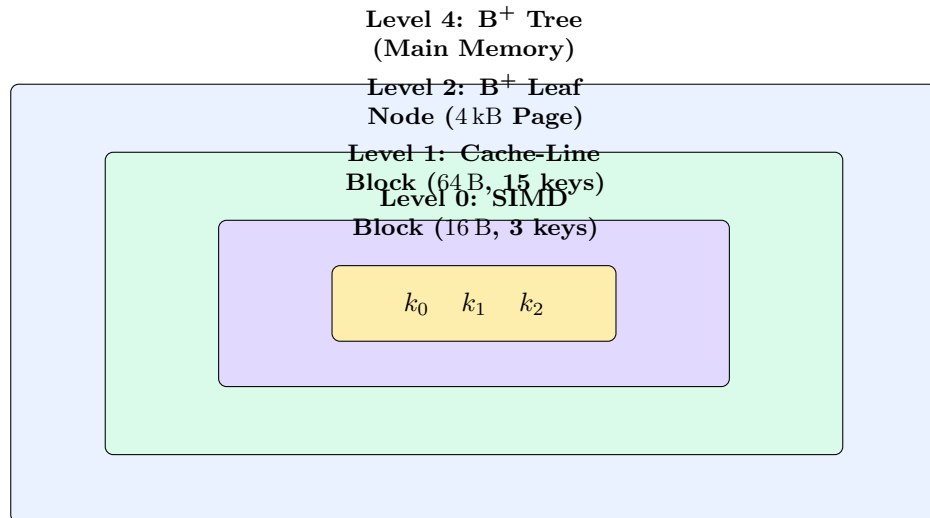 Level 4: B⁺ Tree
(Main Memory)
Level 2: B⁺ Leaf
Node (4 kB Page)
Level 1: Cache-Line
Block (64 B, 15 keys)
Level 0: SIMD
Block (16 B, 3 keys)
k₀ k₁ k₂